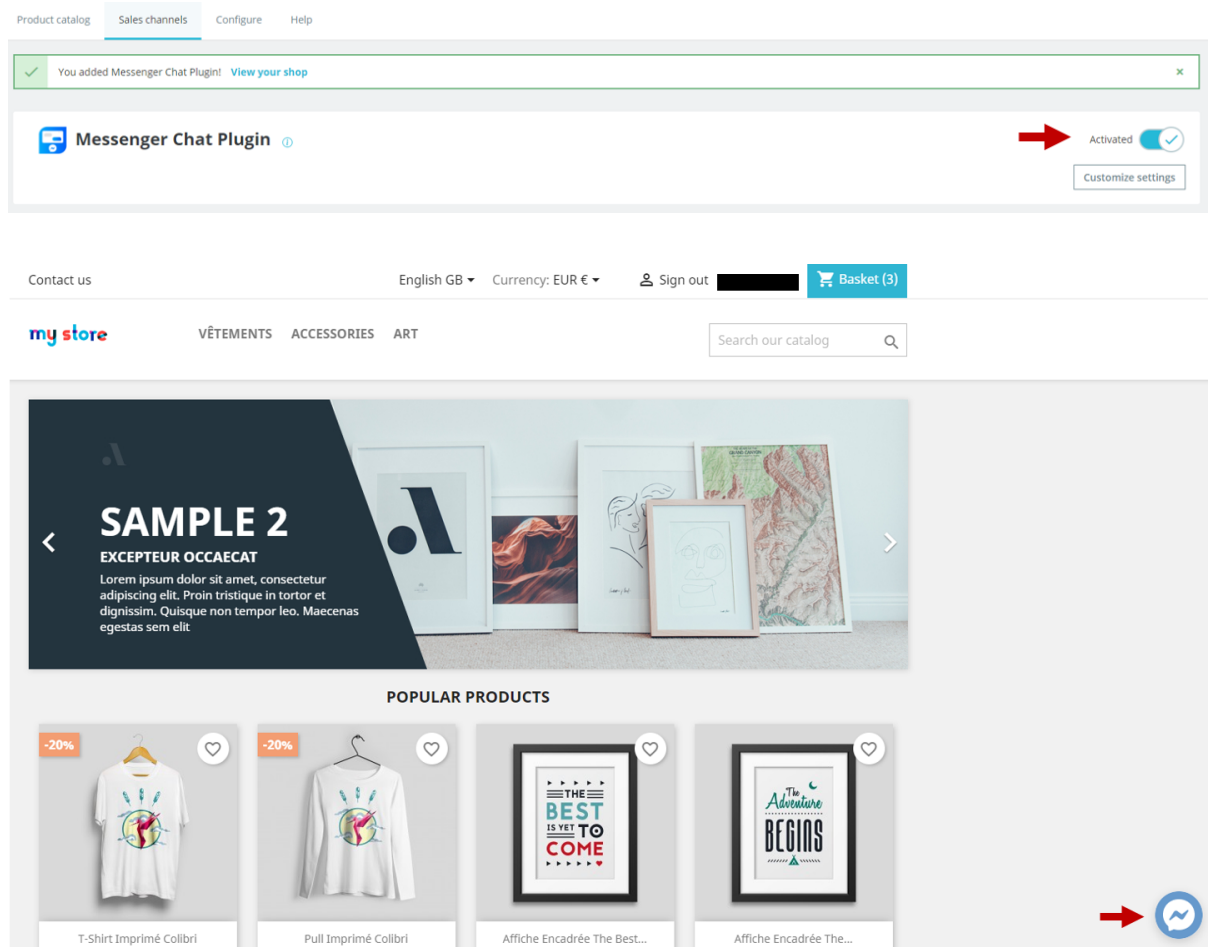 Product catalog Sales channels Configure Help
You added Messenger Chat Plugin! View your shop ×
Messenger Chat Plugin
Activated
Customize settings
Contact us English GB Currency: EUR € Sign out Basket (3)
my store VÊTEMENTS ACCESSORIES ART Search our catalog
SAMPLE 2
EXCEPTEUR OCCAECAT
Lorem ipsum dolor sit amet, consectetur
adipiscing elit. Proin tristique in tortor et
dignissim. Quisque non tempor leo. Maecenas
egestas sem elit
POPULAR PRODUCTS
-20%
-20%
THE
BEST
IS YET TO
COME
The
Adventure
BEGINS
T-Shirt Imprimé Colibri
Pull Imprimé Colibri
Affiche Encadrée The Best...
Affiche Encadrée The...